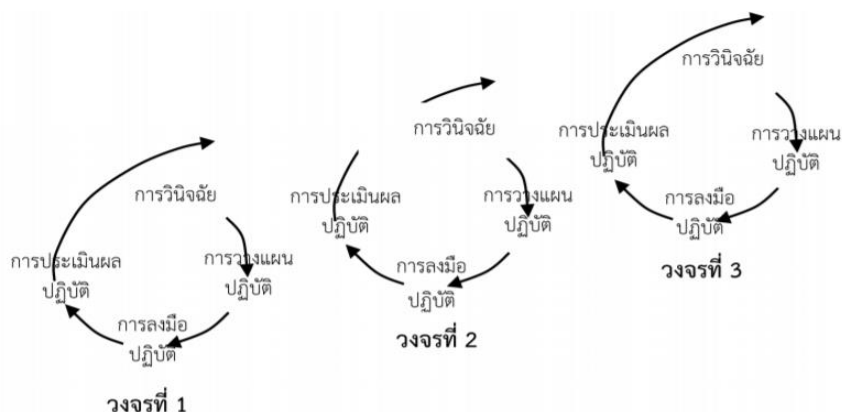 การวินิจฉัย
การประเมินผล
ปฏิบัติ
การวางแผน
ปฏิบัติ
การลงมือ
ปฏิบัติ
วงจรที่ 1
การวินิจฉัย
การประเมินผล
ปฏิบัติ
การวางแผน
ปฏิบัติ
การลงมือ
ปฏิบัติ
วงจรที่ 2
การวินิจฉัย
การประเมินผล
ปฏิบัติ
การวางแผน
ปฏิบัติ
การลงมือ
ปฏิบัติ
วงจรที่ 3